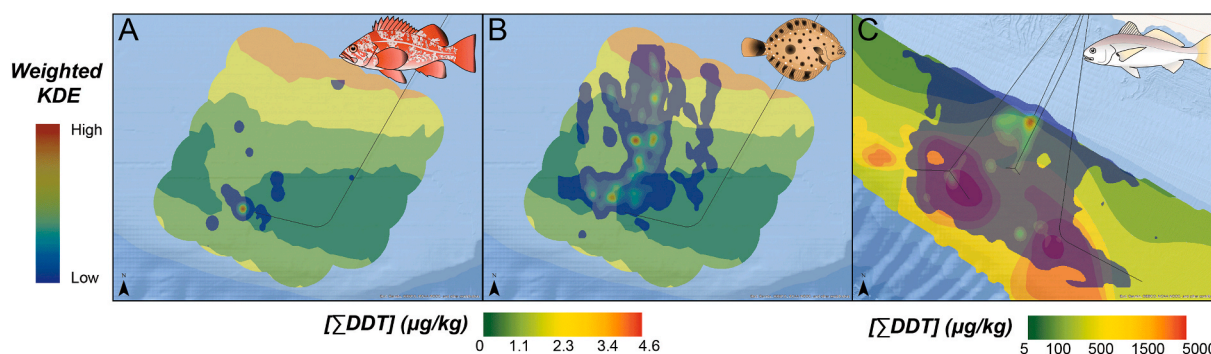 A
B
C
Weighted
KDE
High
Low
N
N
N
[∑DDT] (µg/kg)
0 1.1 2.3 3.4 4.6
[∑DDT] (µg/kg)
5 100 500 1500 5000